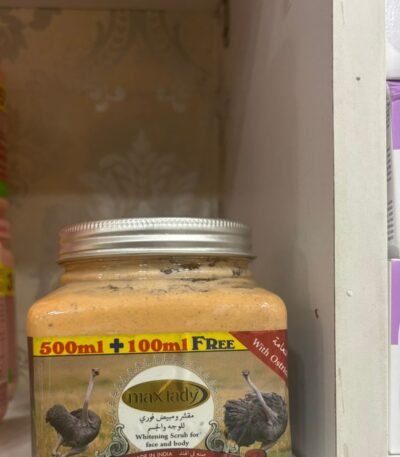 500ml + 100ml FREE
With Ostri
max lady
مقشر ومبيض فوري
للوجه والجسم
Whitening Scrub for
face and body
MADE IN INDIA